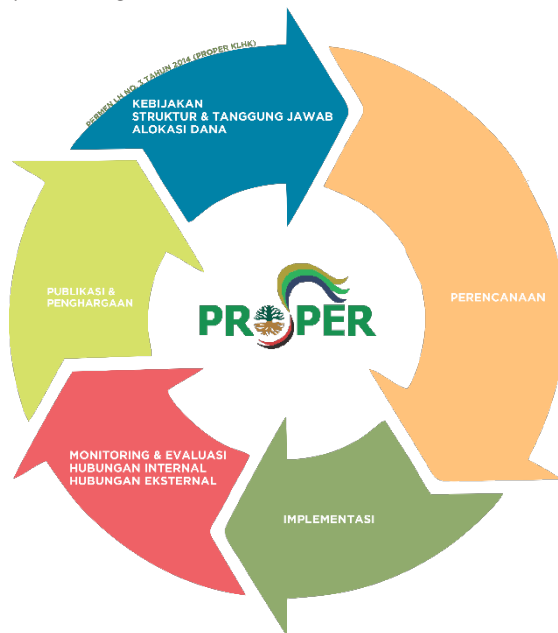 PERMEN LH NO. 3 TAHUN 2014 (PROPER KLHK)
KEBIJAKAN
STRUKTUR & TANGGUNG JAWAB
ALOKASI DANA
PERENCANAAN
IMPLEMENTASI
MONITORING & EVALUASI
HUBUNGAN INTERNAL
HUBUNGAN EKSTERNAL
PUBLIKASI &
PENGHARGAAN
PROPER